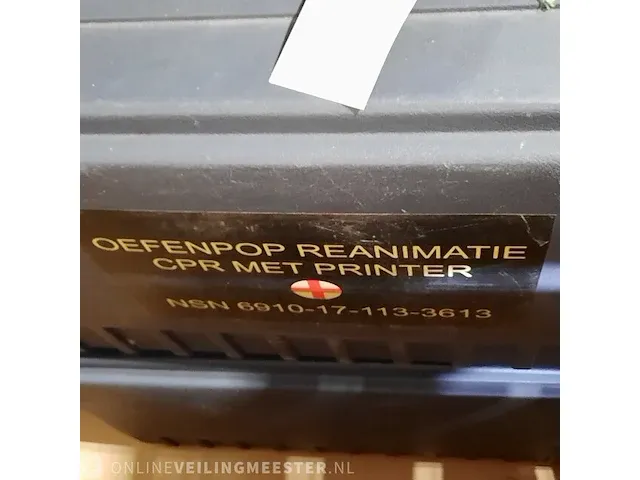 OEFENPOP REANIMATIE
CPR MET PRINTER
NSN 6910-17-113-3613
ONLINEVEILINGMEESTER.NL